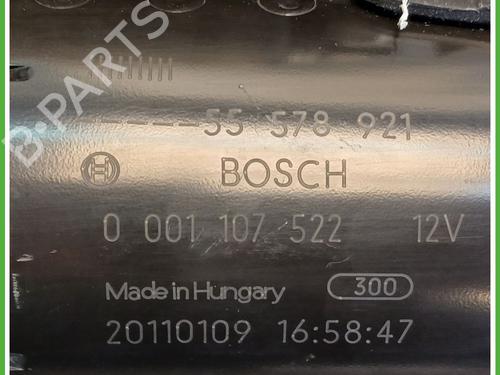 B-PARTS
-----55 578 921
BOSCH
0 001 107 522 12V
Made in Hungary 300
20110109 16:58:47